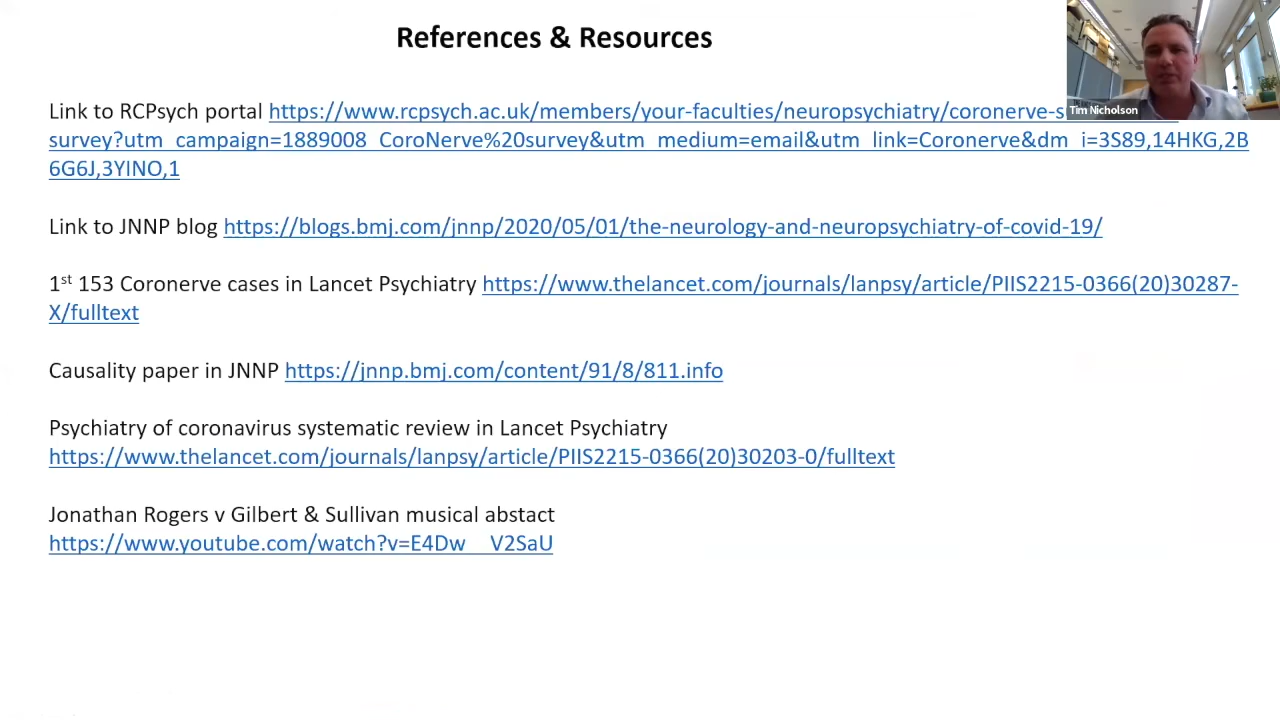 References & Resources
Tim Nicholson
Link to RCPsych portal https://www.rcpsych.ac.uk/members/your-faculties/neuropsychiatry/coronerve-s
survey?utm_campaign=1889008_CoroNerve%20survey&utm_medium=email&utm_link=Coronerve&dm_i=3S89,14HKG,2B
6G6J,3YINO,1
Link to JNNP blog https://blogs.bmj.com/jnnp/2020/05/01/the-neurology-and-neuropsychiatry-of-covid-19/
1st 153 Coronerve cases in Lancet Psychiatry https://www.thelancet.com/journals/lanpsy/article/PIIS2215-0366(20)30287-
X/fulltext
Causality paper in JNNP https://jnnp.bmj.com/content/91/8/811.info
Psychiatry of coronavirus systematic review in Lancet Psychiatry
https://www.thelancet.com/journals/lanpsy/article/PIIS2215-0366(20)30203-0/fulltext
Jonathan Rogers v Gilbert & Sullivan musical abstact
https://www.youtube.com/watch?v=E4Dw__V2SaU